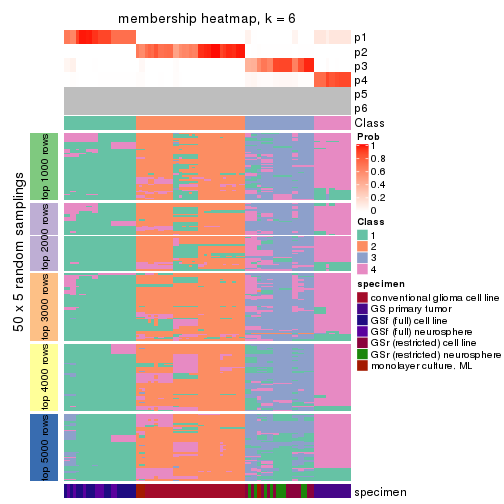 membership heatmap, k = 6
p1
p2
p3
p4
p5
p6
Class
Prob
1
0.8
0.6
0.4
0.2
0
Class
1
2
3
4
specimen
conventional glioma cell line
GS primary tumor
GSf (full) cell line
GSf (full) neurosphere
GSr (restricted) cell line
GSr (restricted) neurosphere
monolayer culture. ML
50 x 5 random samplings
top 1000 rows
top 2000 rows
top 3000 rows
top 4000 rows
top 5000 rows
specimen